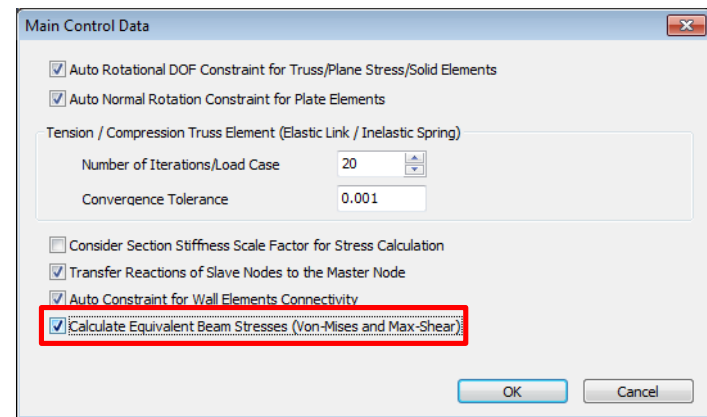 Main Control Data
Auto Rotational DOF Constraint for Truss/Plane Stress/Solid Elements
Auto Normal Rotation Constraint for Plate Elements
Tension / Compression Truss Element (Elastic Link / Inelastic Spring)
Number of Iterations/Load Case 20
Convergence Tolerance 0.001
Consider Section Stiffness Scale Factor for Stress Calculation
Transfer Reactions of Slave Nodes to the Master Node
Auto Constraint for Wall Elements Connectivity
Calculate Equivalent Beam Stresses (Von-Mises and Max-Shear)
OK Cancel